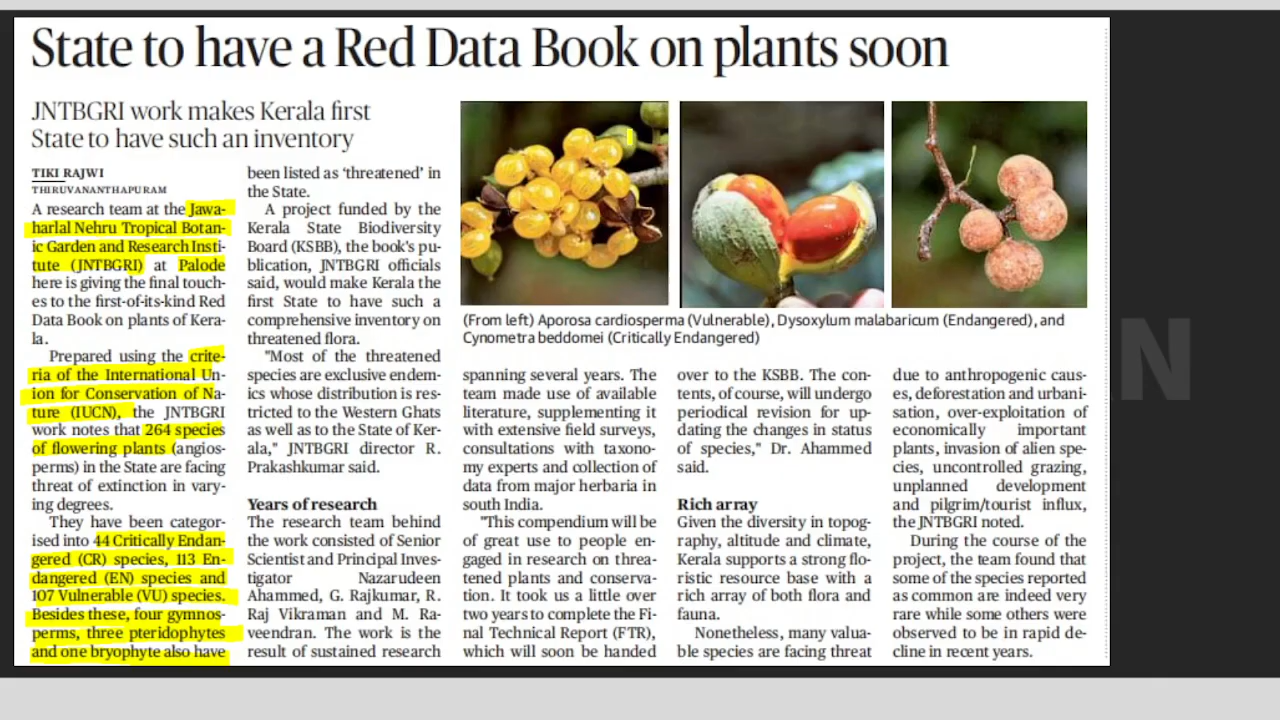 State to have a Red Data Book on plants soon
JNTBGRI work makes Kerala first
State to have such an inventory
TIKI RAJWI
THIRUVANANTHAPURAM
A research team at the Jawa-
harlal Nehru Tropical Botan-
ic Garden and Research Insti-
tute (JNTBGRI) at Palode
here is giving the final touch-
es to the first-of-its-kind Red
Data Book on plants of Kera-
la.
Prepared using the crite-
ria of the International Un-
ion for Conservation of Na-
ture (IUCN), the JNTBGRI
work notes that 264 species
of flowering plants (angios-
perms) in the State are facing
threat of extinction in vary-
ing degrees.
They have been categor-
ised into 44 Critically Endan-
gered (CR) species, 113 En-
dangered (EN) species and
107 Vulnerable (VU) species.
Besides these, four gymnos-
perms, three pteridophytes
and one bryophyte also have
been listed as ‘threatened’ in
the State.
A project funded by the
Kerala State Biodiversity
Board (KSBB), the book's pu-
blication, JNTBGRI officials
said, would make Kerala the
first State to have such a
comprehensive inventory on
threatened flora.
"Most of the threatened
species are exclusive endem-
ics whose distribution is res-
tricted to the Western Ghats
as well as to the State of Ker-
ala," JNTBGRI director R.
Prakashkumar said.
Years of research
The research team behind
the work consisted of Senior
Scientist and Principal Inves-
tigator Nazarudeen
Ahammed, G. Rajkumar, R.
Raj Vikraman and M. Ra-
veendran. The work is the
result of sustained research
(From left) Aporosa cardiosperma (Vulnerable), Dysoxylum malabaricum (Endangered), and
Cynometra beddomei (Critically Endangered)
spanning several years. The
team made use of available
literature, supplementing it
with extensive field surveys,
consultations with taxono-
my experts and collection of
data from major herbaria in
south India.
"This compendium will be
of great use to people en-
gaged in research on threa-
tened plants and conserva-
tion. It took us a little over
two years to complete the Fi-
nal Technical Report (FTR),
which will soon be handed
over to the KSBB. The con-
tents, of course, will undergo
periodical revision for up-
dating the changes in status
of species," Dr. Ahammed
said.
Rich array
Given the diversity in topog-
raphy, altitude and climate,
Kerala supports a strong flo-
ristic resource base with a
rich array of both flora and
fauna.
Nonetheless, many valua-
ble species are facing threat
due to anthropogenic caus-
es, deforestation and urbani-
sation, over-exploitation of
economically important
plants, invasion of alien spe-
cies, uncontrolled grazing,
unplanned development
and pilgrim/tourist influx,
the JNTBGRI noted.
During the course of the
project, the team found that
some of the species reported
as common are indeed very
rare while some others were
observed to be in rapid de-
cline in recent years.
N